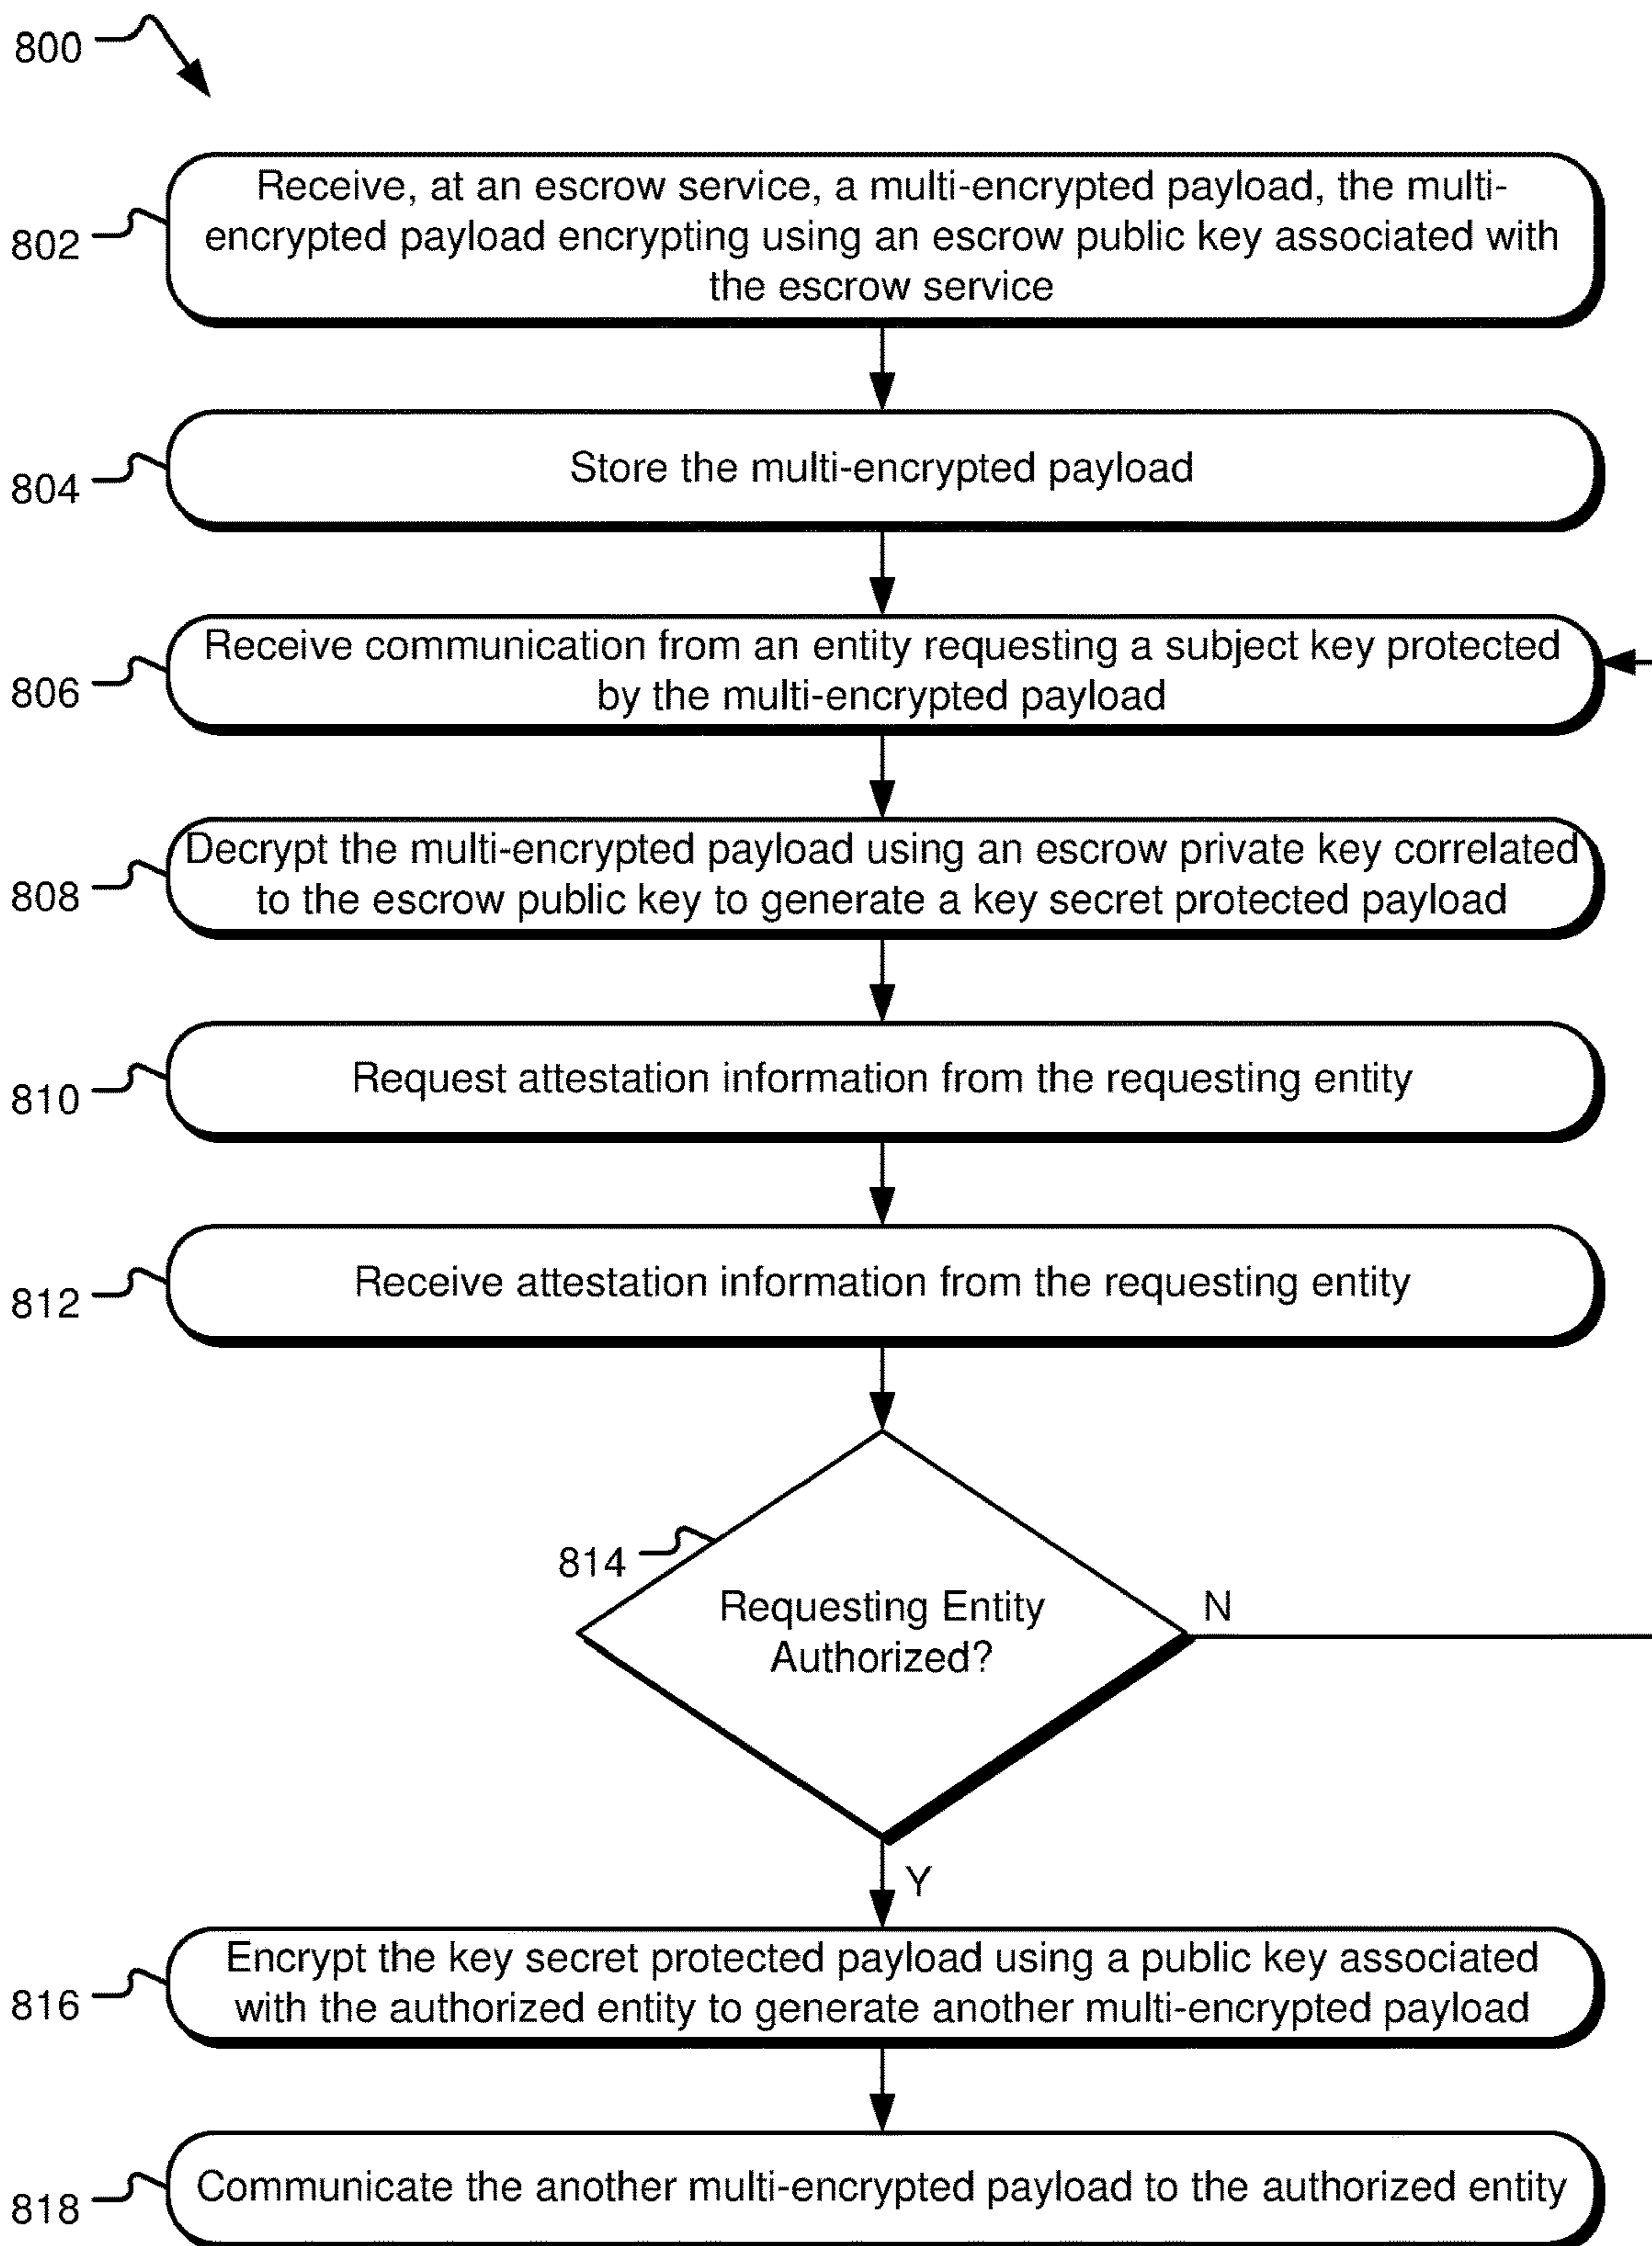 800
802
Receive, at an escrow service, a multi-encrypted payload, the multi-
encrypted payload encrypting using an escrow public key associated with
the escrow service
804
Store the multi-encrypted payload
806
Receive communication from an entity requesting a subject key protected
by the multi-encrypted payload
808
Decrypt the multi-encrypted payload using an escrow private key correlated
to the escrow public key to generate a key secret protected payload
810
Request attestation information from the requesting entity
812
Receive attestation information from the requesting entity
814
Requesting Entity
Authorized?
N
Y
816
Encrypt the key secret protected payload using a public key associated
with the authorized entity to generate another multi-encrypted payload
818
Communicate the another multi-encrypted payload to the authorized entity